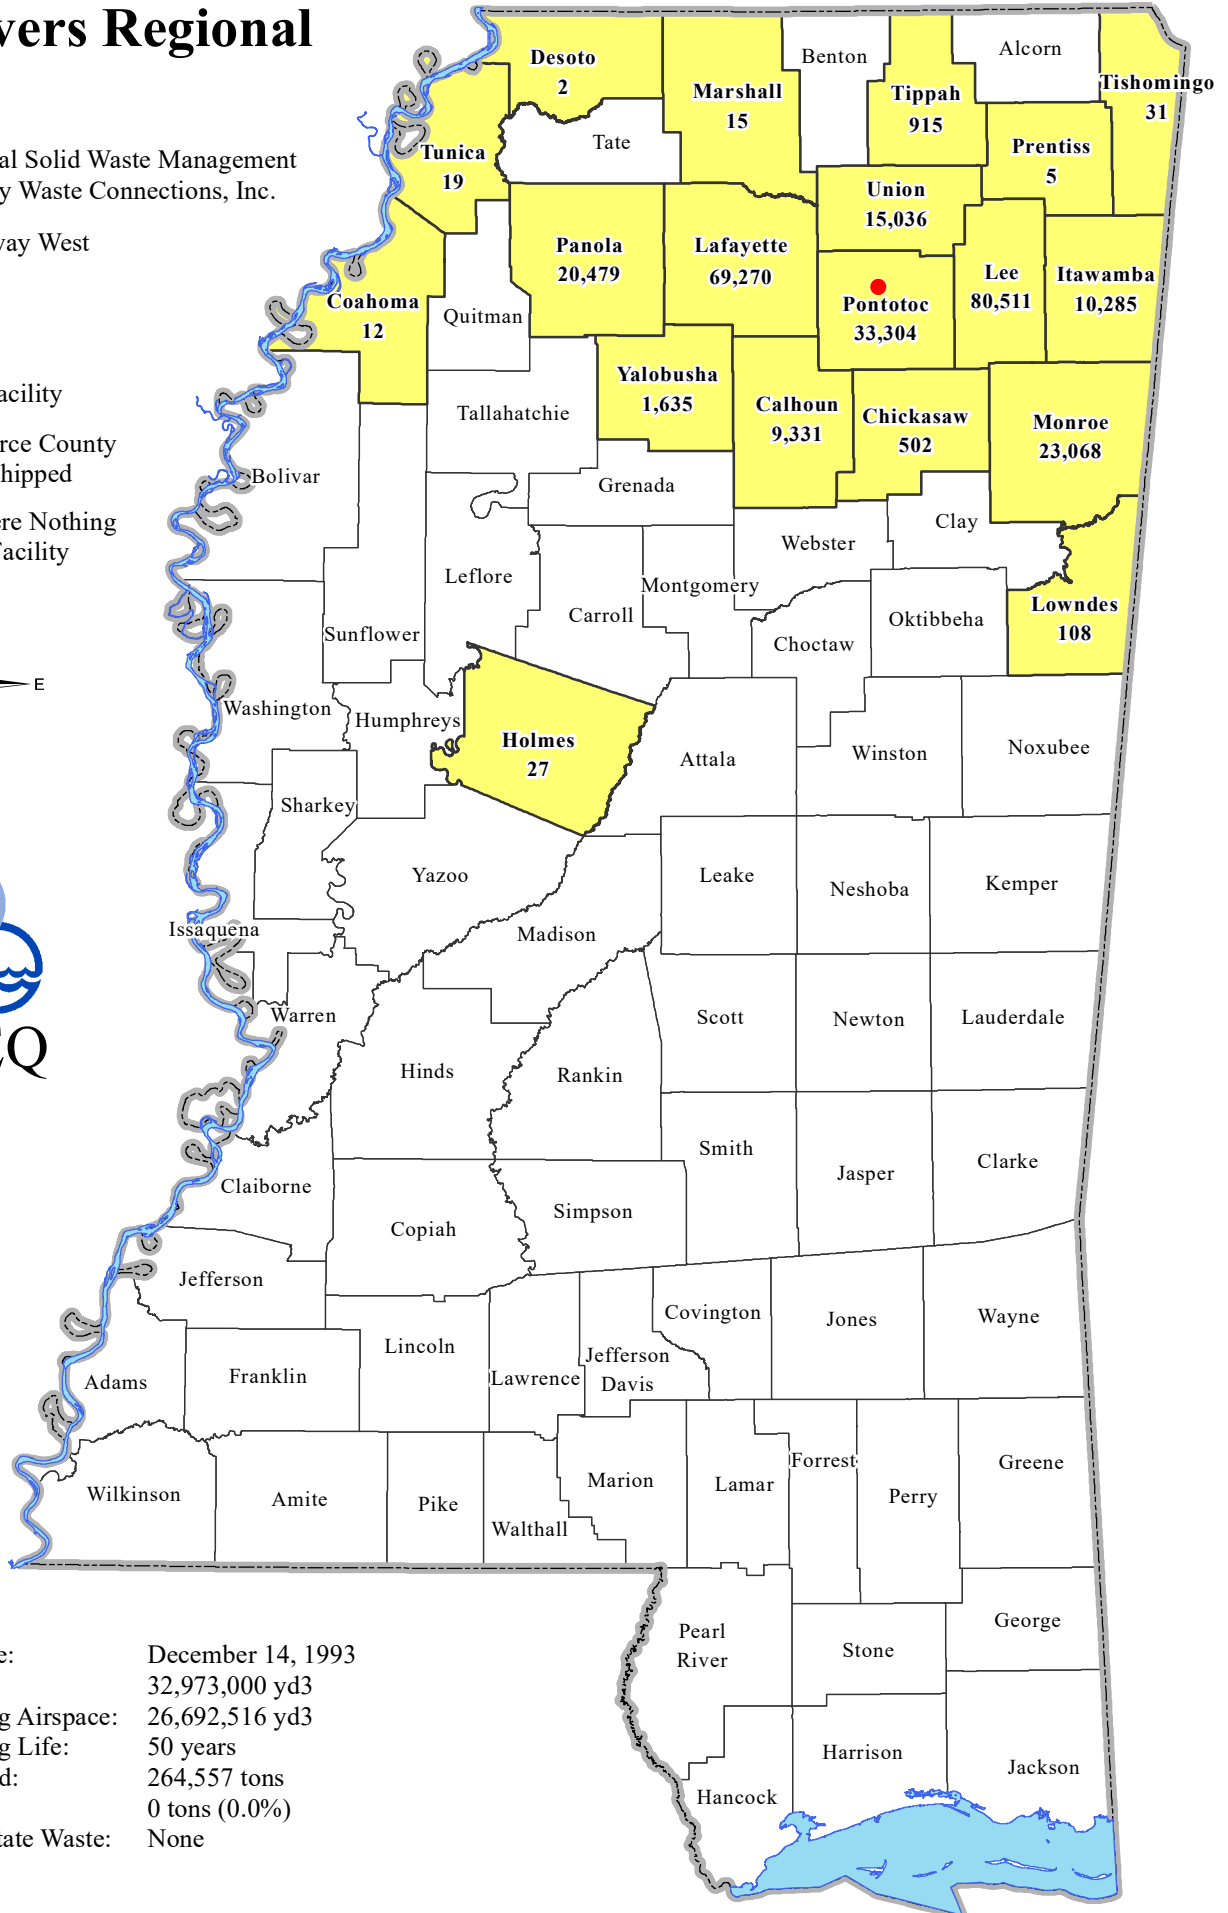 vers Regional
al Solid Waste Management
y Waste Connections, Inc.
vay West
acility
rce County
hipped
ere Nothing
Facility
E
CQ
Desoto
2
Marshall
15
Benton
Tippah
915
Alcorn
Tishomingo
31
Tate
Tunica
19
Prentiss
5
Union
15,036
Panola
20,479
Lafayette
69,270
Lee
80,511
Itawamba
10,285
Pontotoc
33,304
Coahoma
12
Quitman
Yalobusha
1,635
Calhoun
9,331
Chickasaw
502
Monroe
23,068
Tallahatchie
Bolivar
Grenada
Clay
Webster
Leflore
Montgomery
Carroll
Sunflower
Choctaw
Oktibbeha
Lowndes
108
Washington
Humphreys
Holmes
27
Attala
Winston
Noxubee
Sharkey
Yazoo
Leake
Neshoba
Kemper
Issaquena
Madison
Warren
Scott
Newton
Lauderdale
Hinds
Rankin
Smith
Jasper
Clarke
Claiborne
Copiah
Simpson
Jefferson
Covington
Jones
Wayne
Lincoln
Jefferson
Davis
Lawrence
Adams
Franklin
Wilkinson
Amite
Pike
Walthall
Marion
Lamar
Forrest
Perry
Greene
Pearl
River
Stone
George
Hancock
Harrison
Jackson
e: December 14, 1993
32,973,000 yd3
g Airspace: 26,692,516 yd3
g Life: 50 years
d: 264,557 tons
0 tons (0.0%)
tate Waste: None